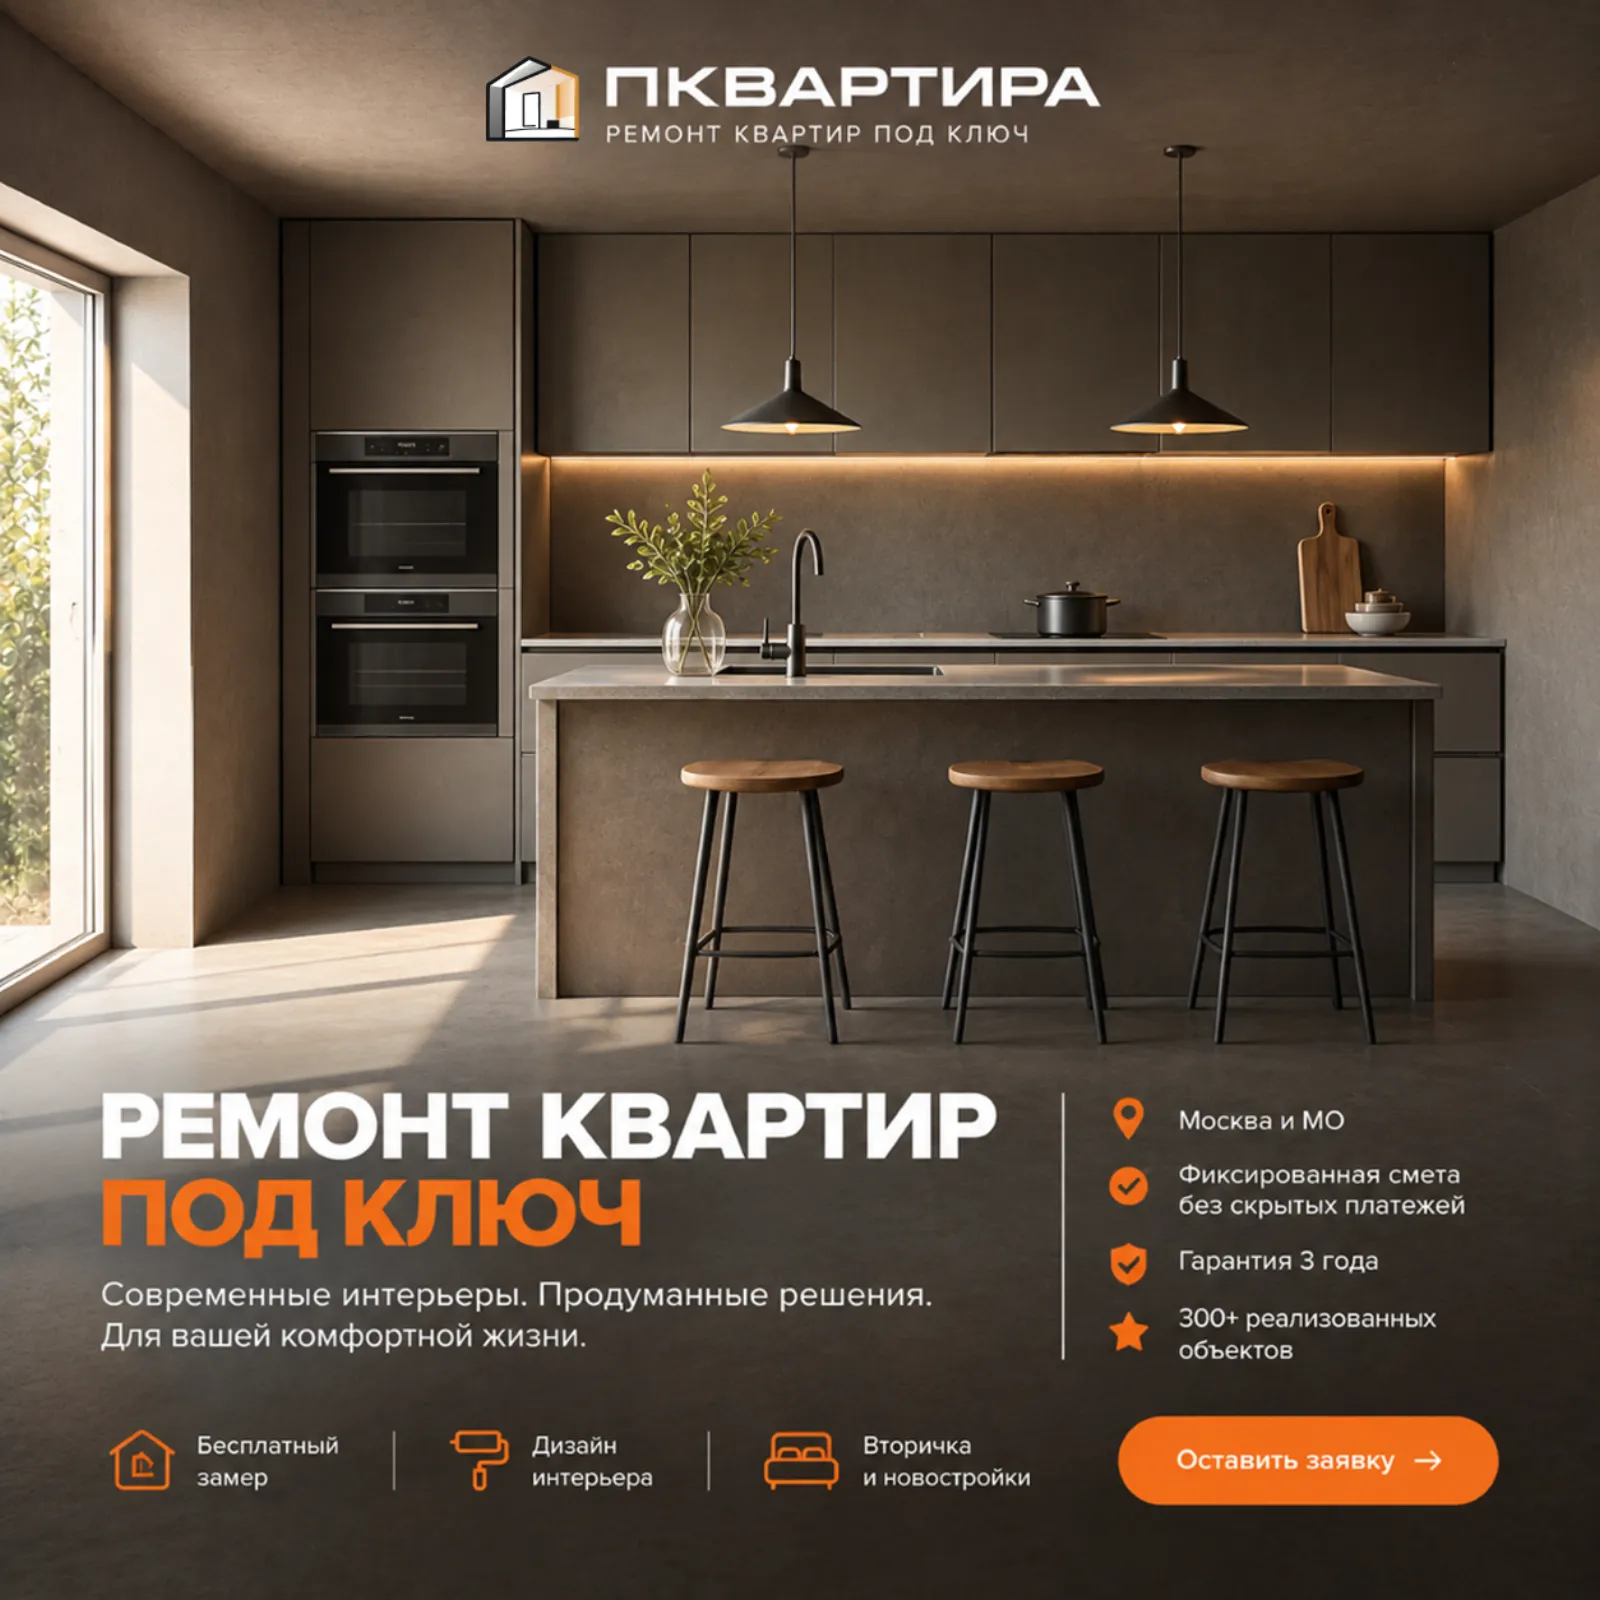 ПКВАРТИРА
РЕМОНТ КВАРТИР ПОД КЛЮЧ
РЕМОНТ КВАРТИР
ПОД КЛЮЧ
Современные интерьеры. Продуманные решения.
Для вашей комфортной жизни.
Москва и МО
Фиксированная смета
без скрытых платежей
Гарантия 3 года
300+ реализованных
объектов
Бесплатный
замер
Дизайн
интерьера
Вторичка
и новостройки
Оставить заявку →